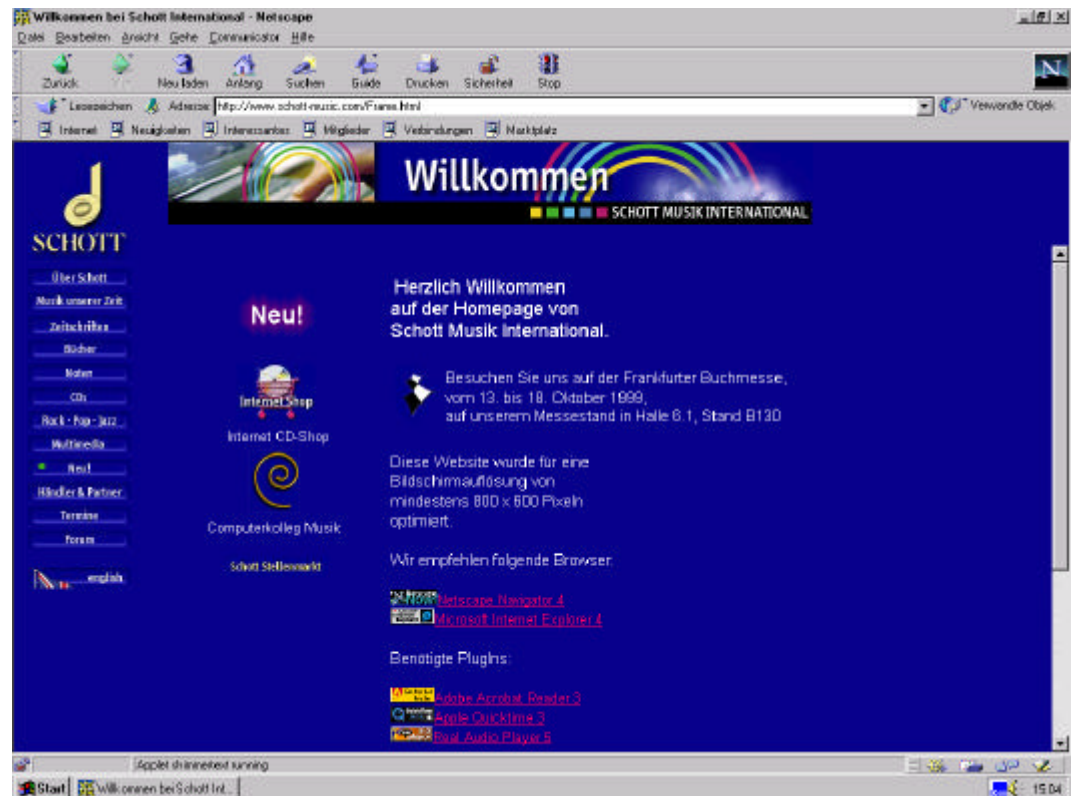 Willkommen bei Schott International - Netscape
Datei Bearbeiten Ansicht Gehe Communicator Hilfe
Zurück Neu laden Anfang Suchen Guide Drucken Sicherheit Stop
N
Lesezeichen Adresse http://www.schott-music.com/Frame.html Verwandte Objek
Internet Neuigkeiten Interessantes Mitglieder Verbindungen Marktplatz
Willkommen
SCHOTT MUSIK INTERNATIONAL
SCHOTT
Über Schott
Musik unserer Zeit
Zeitschriften
Bücher
Noten
CDs
Rock - Pop - Jazz
Multimedia
Neu!
Händler & Partner
Termine
Forum
english
Neu!
Internet Shop
Internet CD-Shop
Computerkolleg Musik
Schott Stellenmarkt
Herzlich Willkommen
auf der Homepage von
Schott Musik International.
Besuchen Sie uns auf der Frankfurter Buchmesse,
vom 13. bis 18. Oktober 1999,
auf unserem Messestand in Halle 6.1, Stand B130
Diese Website wurde für eine
Bildschirmauflösung von
mindestens 800 x 600 Pixeln
optimiert.
Wir empfehlen folgende Browser:
Netscape Navigator 4
Microsoft Internet Explorer 4
Benötigte PlugIns:
Adobe Acrobat Reader 3
Apple Quicktime 3
Real Audio Player 5
Applet running
Start Willkommen bei Schott Int... 15:04